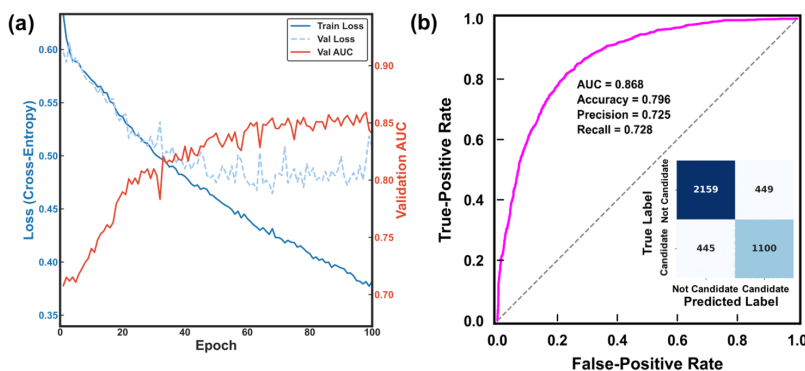 (a)
Train Loss
Val Loss
Val AUC
0.60
0.55
0.50
0.45
0.40
0.35
Loss (Cross-Entropy)
0.90
0.85
0.80
0.75
0.70
Validation AUC
0 20 40 60 80 100
Epoch
(b)
1.0
0.8
0.6
0.4
0.2
0.0
True-Positive Rate
AUC = 0.868
Accuracy = 0.796
Precision = 0.725
Recall = 0.728
True Label
Not Candidate
Candidate
2159 449
445 1100
Not Candidate Candidate
Predicted Label
0.0 0.2 0.4 0.6 0.8 1.0
False-Positive Rate